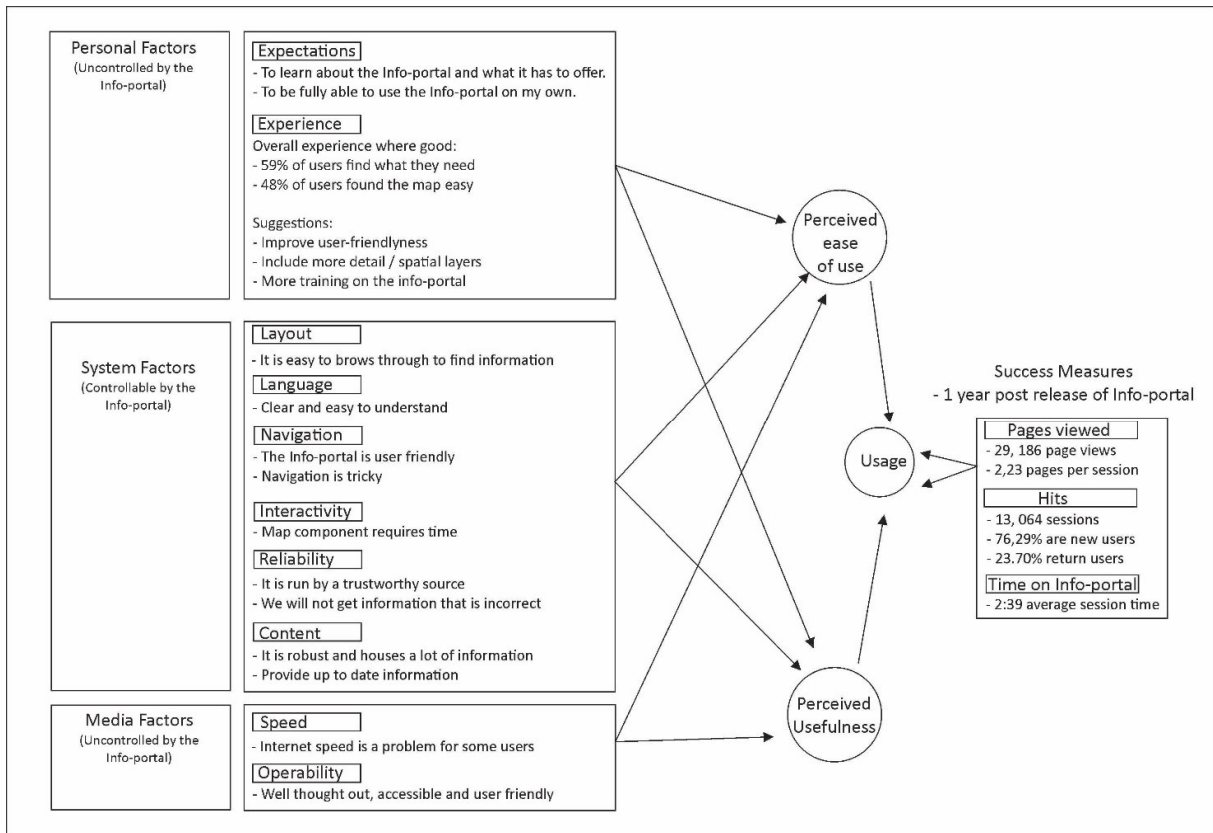 Personal Factors
(Uncontrolled by the
Info-portal)
Expectations
- To learn about the Info-portal and what it has to offer.
- To be fully able to use the Info-portal on my own.
Experience
Overall experience where good:
- 59% of users find what they need
- 48% of users found the map easy
Suggestions:
- Improve user-friendlyness
- Include more detail / spatial layers
- More training on the info-portal
System Factors
(Controllable by the
Info-portal)
Layout
- It is easy to brows through to find information
Language
- Clear and easy to understand
Navigation
- The Info-portal is user friendly
- Navigation is tricky
Interactivity
- Map component requires time
Reliability
- It is run by a trustworthy source
- We will not get information that is incorrect
Content
- It is robust and houses a lot of information
- Provide up to date information
Media Factors
(Uncontrolled by the
Info-portal)
Speed
- Internet speed is a problem for some users
Operability
- Well thought out, accessible and user friendly
Perceived
ease
of use
Usage
Perceived
Usefulness
Success Measures
- 1 year post release of Info-portal
Pages viewed
- 29, 186 page views
- 2,23 pages per session
Hits
- 13, 064 sessions
- 76,29% are new users
- 23.70% return users
Time on Info-portal
- 2:39 average session time